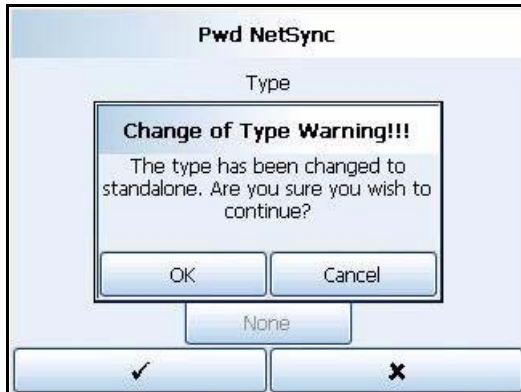 Pwd NetSync
Type
Change of Type Warning!!!
The type has been changed to
standalone. Are you sure you wish to
continue?
OK
Cancel
None